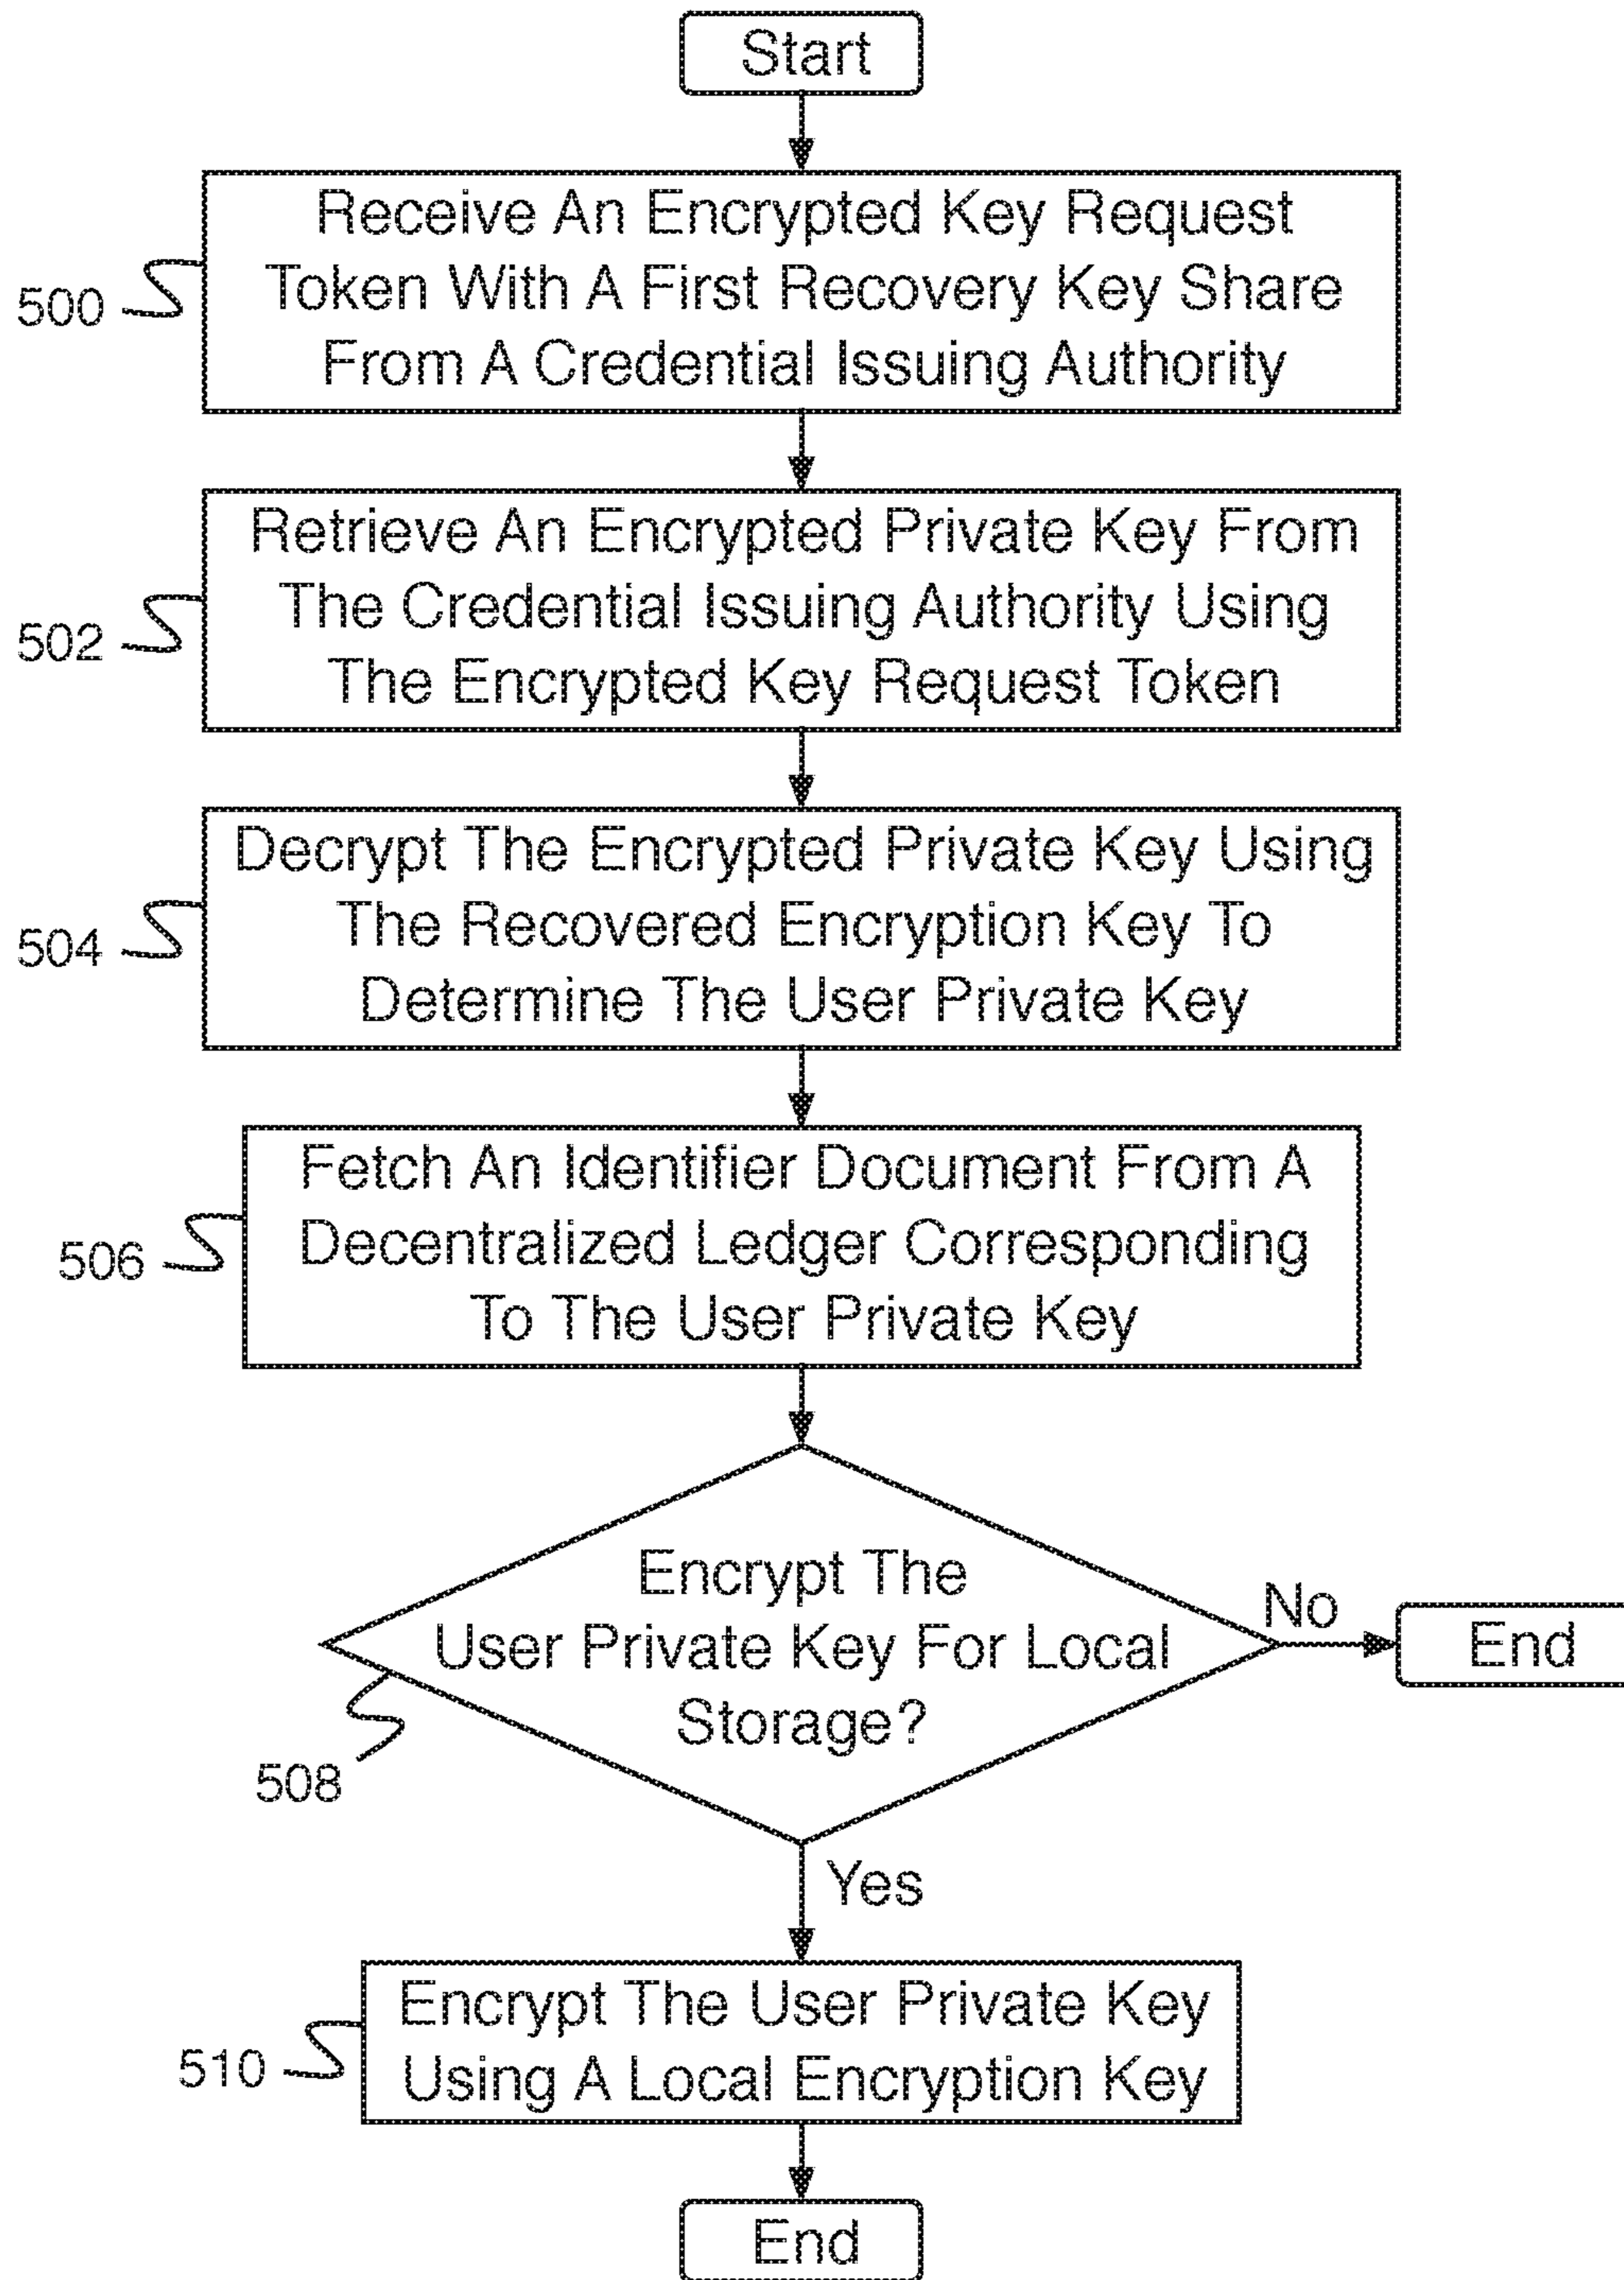 Start
Receive An Encrypted Key Request
Token With A First Recovery Key Share
From A Credential Issuing Authority
500
Retrieve An Encrypted Private Key From
The Credential Issuing Authority Using
The Encrypted Key Request Token
502
Decrypt The Encrypted Private Key Using
The Recovered Encryption Key To
Determine The User Private Key
504
Fetch An Identifier Document From A
Decentralized Ledger Corresponding
To The User Private Key
506
Encrypt The
User Private Key For Local
Storage?
No
End
508
Yes
Encrypt The User Private Key
Using A Local Encryption Key
510
End